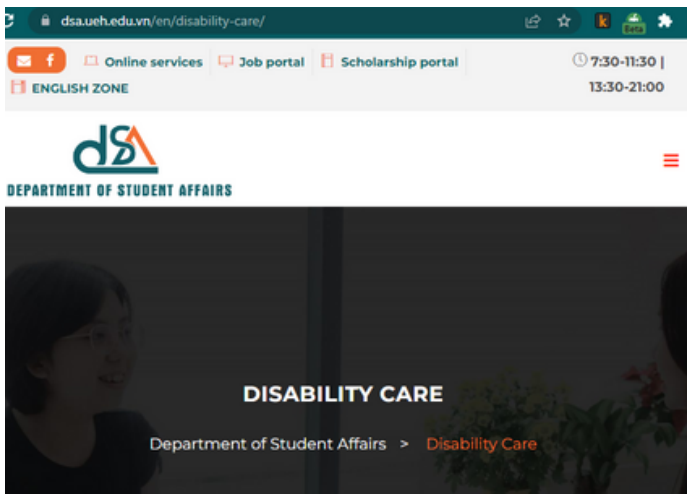 dsa.ueh.edu.vn/en/disability-care/
Beta
Online services
Job portal
Scholarship portal
7:30-11:30 |
ENGLISH ZONE
13:30-21:00
dSA
DEPARTMENT OF STUDENT AFFAIRS
DISABILITY CARE
Department of Student Affairs > Disability Care